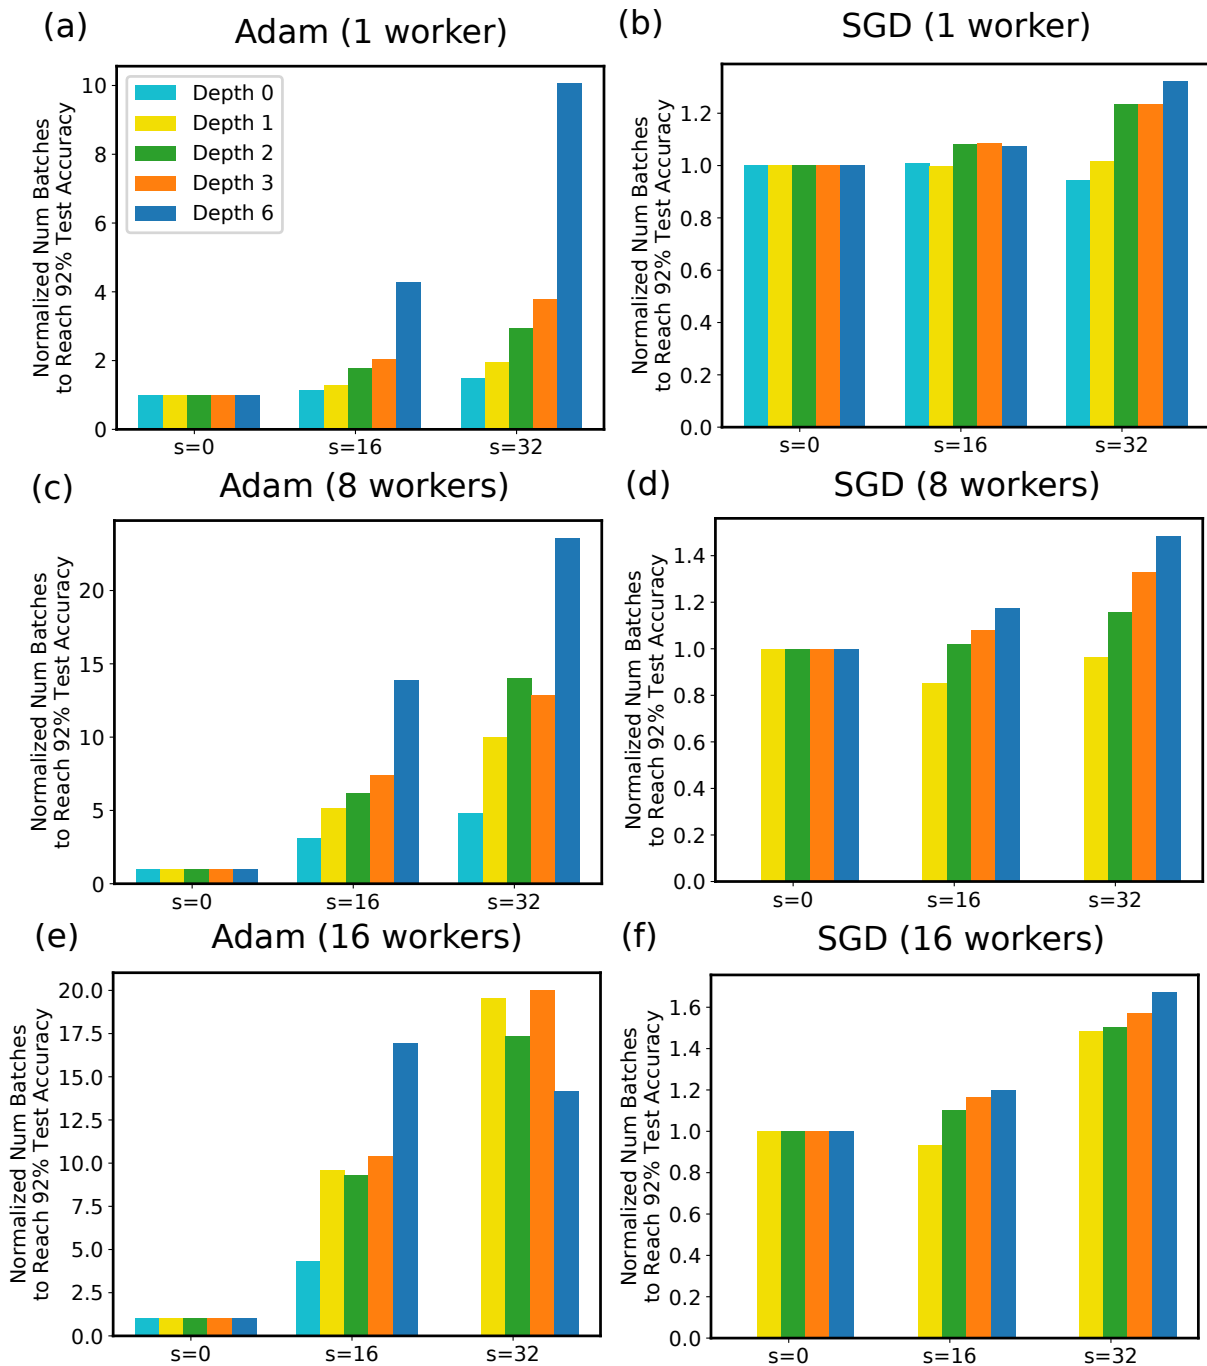 (a)
Adam (1 worker)
Normalized Num Batches
to Reach 92% Test Accuracy
10
8
6
4
2
0
Depth 0
Depth 1
Depth 2
Depth 3
Depth 6
s=0
s=16
s=32
(b)
SGD (1 worker)
Normalized Num Batches
to Reach 92% Test Accuracy
1.2
1.0
0.8
0.6
0.4
0.2
0.0
s=0
s=16
s=32
(c)
Adam (8 workers)
Normalized Num Batches
to Reach 92% Test Accuracy
20
15
10
5
0
s=0
s=16
s=32
(d)
SGD (8 workers)
Normalized Num Batches
to Reach 92% Test Accuracy
1.4
1.2
1.0
0.8
0.6
0.4
0.2
0.0
s=0
s=16
s=32
(e)
Adam (16 workers)
Normalized Num Batches
to Reach 92% Test Accuracy
20.0
17.5
15.0
12.5
10.0
7.5
5.0
2.5
0.0
s=0
s=16
s=32
(f)
SGD (16 workers)
Normalized Num Batches
to Reach 92% Test Accuracy
1.6
1.4
1.2
1.0
0.8
0.6
0.4
0.2
0.0
s=0
s=16
s=32